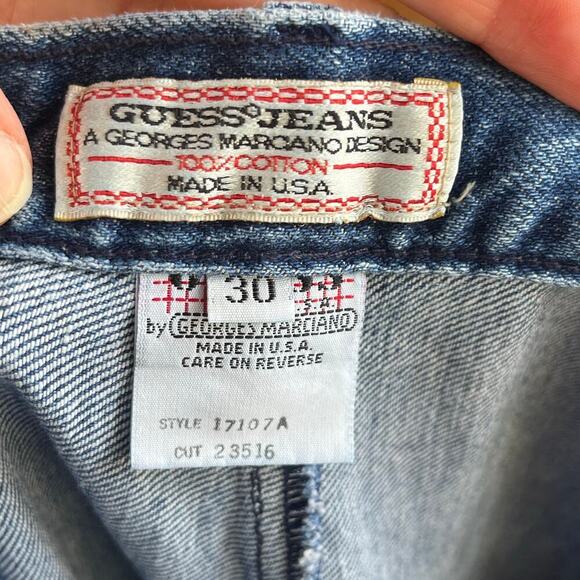 GUESS® JEANS
A GEORGES MARCIANO DESIGN
100% COTTON
MADE IN U.S.A.
30
S.A.
by GEORGES MARCIANO
MADE IN U.S.A.
CARE ON REVERSE
STYLE 17107A
CUT 23516